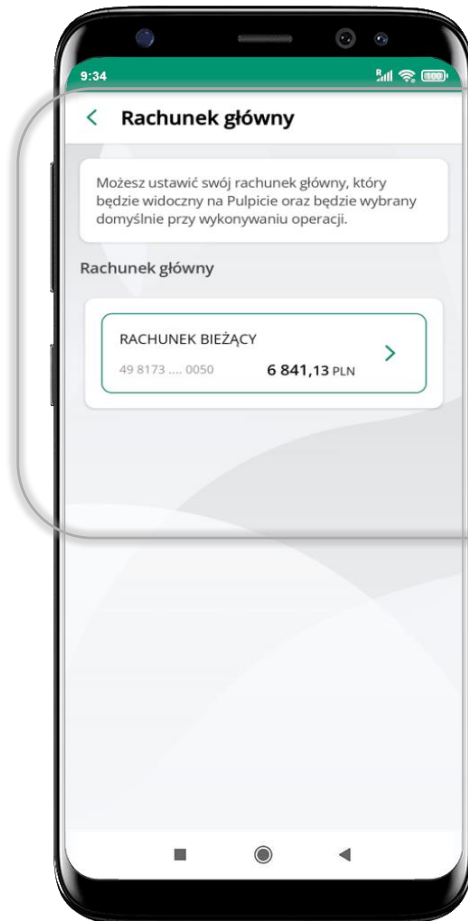 9:34
R
100
Rachunek główny
Możesz ustawić swój rachunek główny, który
będzie widoczny na Pulpicie oraz będzie wybrany
domyślnie przy wykonywaniu operacji.
Rachunek główny
RACHUNEK BIEŻĄCY
49 8173 .... 0050 6 841,13 PLN